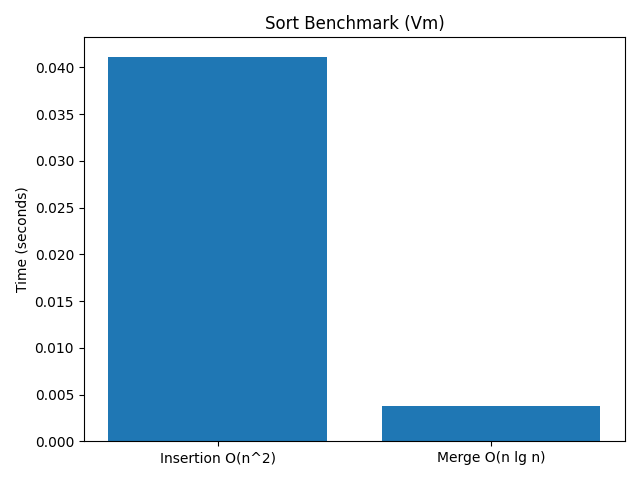 Sort Benchmark (Vm)
0.040
0.035
0.030
0.025
0.020
0.015
0.010
0.005
0.000
Time (seconds)
Insertion O(n^2)
Merge O(n lg n)